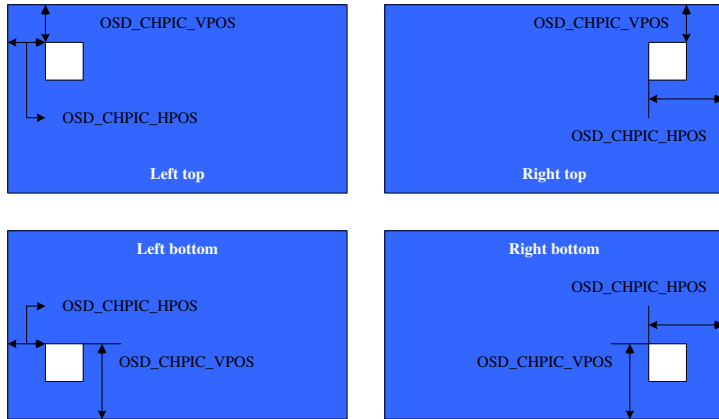 OSD_CHPIC_VPOS
OSD_CHPIC_HPOS
Left top
OSD_CHPIC_VPOS
OSD_CHPIC_HPOS
Right top
Left bottom
OSD_CHPIC_HPOS
OSD_CHPIC_VPOS
Right bottom
OSD_CHPIC_HPOS
OSD_CHPIC_VPOS